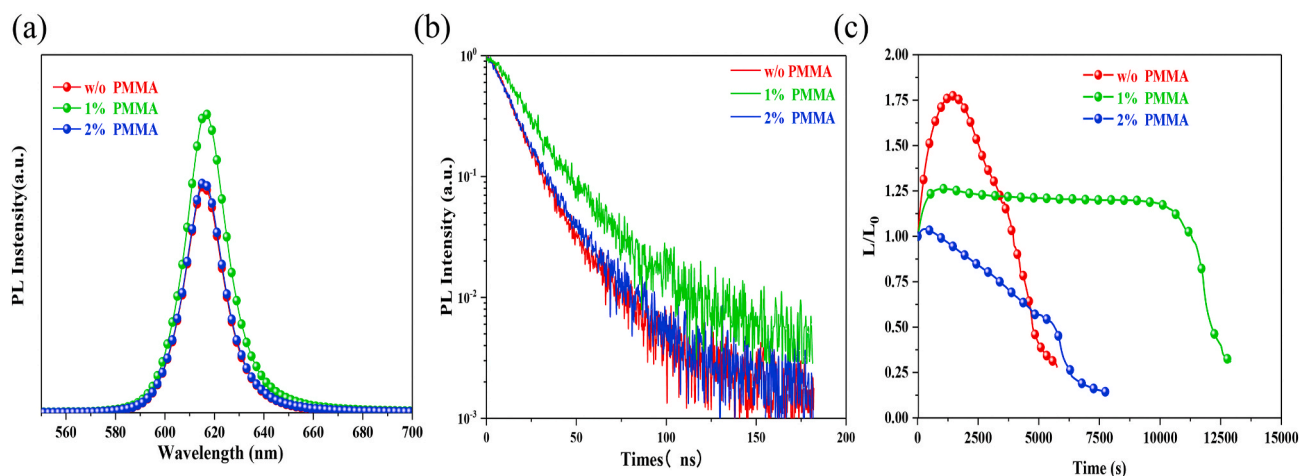 (a)
PL Instensity(a.u.)
w/o PMMA
1% PMMA
2% PMMA
560 580 600 620 640 660 680 700
Wavelength (nm)
(b)
PL Intensity (a.u.)
10⁰
10⁻¹
10⁻²
10⁻³
w/o PMMA
1% PMMA
2% PMMA
0 50 100 150 200
Times( ns)
(c)
L/L₀
2.00
1.75
1.50
1.25
1.00
0.75
0.50
0.25
0.00
w/o PMMA
1% PMMA
2% PMMA
0 2500 5000 7500 10000 12500 15000
Time (s)